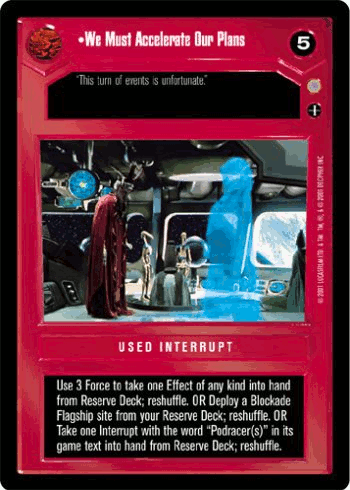 •We Must Accelerate Our Plans
5
"This turn of events is unfortunate."
USED INTERRUPT
Use 3 Force to take one Effect of any kind into hand
from Reserve Deck; reshuffle. OR Deploy a Blockade
Flagship site from your Reserve Deck; reshuffle. OR
Take one Interrupt with the word "Podracer(s)" in its
game text into hand from Reserve Deck; reshuffle.